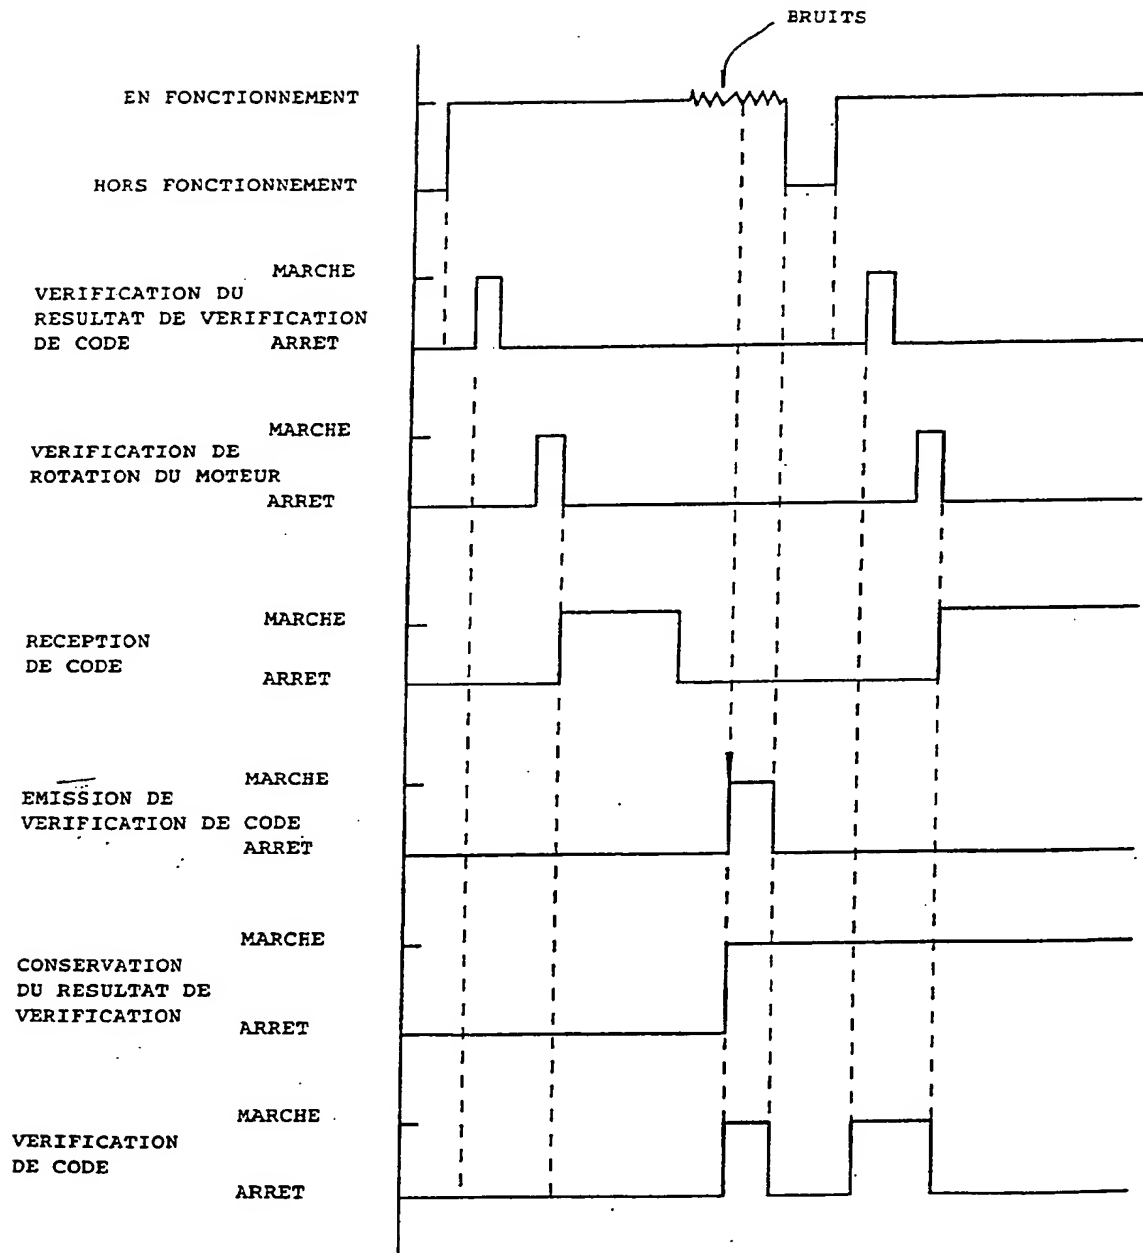 BRUITS
EN FONCTIONNEMENT
HORS FONCTIONNEMENT
MARCHE
VERIFICATION DU
RESULTAT DE VERIFICATION
DE CODE ARRET
MARCHE
VERIFICATION DE
ROTATION DU MOTEUR
ARRET
MARCHE
RECEPTION
DE CODE
ARRET
MARCHE
EMISSION DE
VERIFICATION DE CODE
ARRET
MARCHE
CONSERVATION
DU RESULTAT DE
VERIFICATION
ARRET
MARCHE
VERIFICATION
DE CODE
ARRET